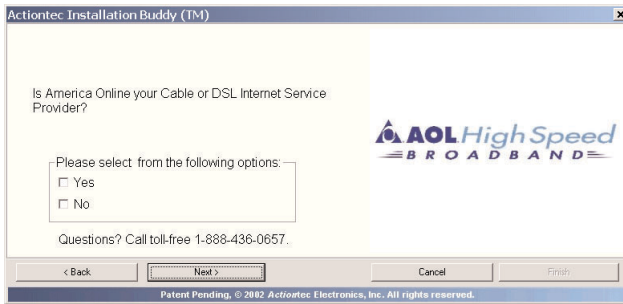 Actiontec Installation Buddy (TM)
Is America Online your Cable or DSL Internet Service
Provider?
AOL High Speed
BROADBAND
Please select from the following options:
Yes
No
Questions? Call toll-free 1-888-436-0657.
< Back
Next >
Cancel
Finish
Patent Pending, © 2002 Actiontec Electronics, Inc. All rights reserved.